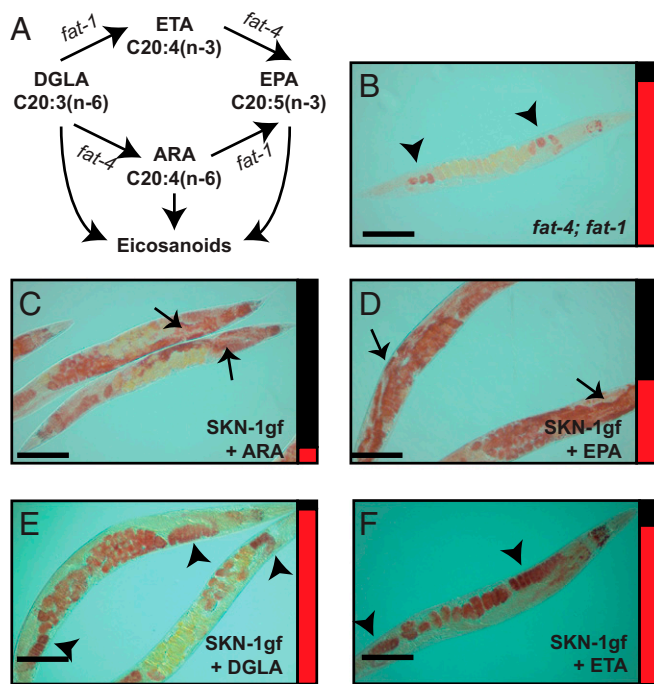 A
fat-1
ETA
C20:4(n-3)
fat-4
DGLA
C20:3(n-6)
EPA
C20:5(n-3)
fat-4
ARA
C20:4(n-6)
fat-1
Eicosanoids
B
fat-4; fat-1
C
SKN-1gf
+ ARA
D
SKN-1gf
+ EPA
E
SKN-1gf
+ DGLA
F
SKN-1gf
+ ETA